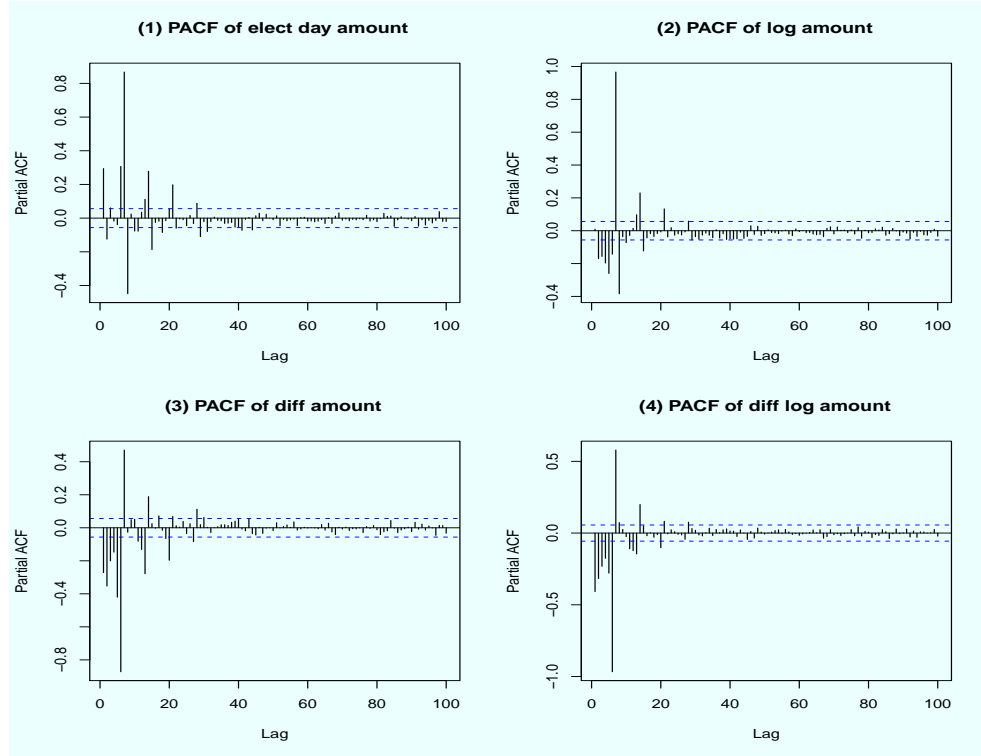 (1) PACF of elect day amount
Partial ACF
0.8
0.6
0.4
0.2
0.0
−0.4
0 20 40 60 80 100
Lag
(2) PACF of log amount
Partial ACF
1.0
0.8
0.6
0.4
0.2
0.0
−0.4
0 20 40 60 80 100
Lag
(3) PACF of diff amount
Partial ACF
0.4
0.2
0.0
−0.4
−0.8
0 20 40 60 80 100
Lag
(4) PACF of diff log amount
Partial ACF
0.5
0.0
−0.5
−1.0
0 20 40 60 80 100
Lag